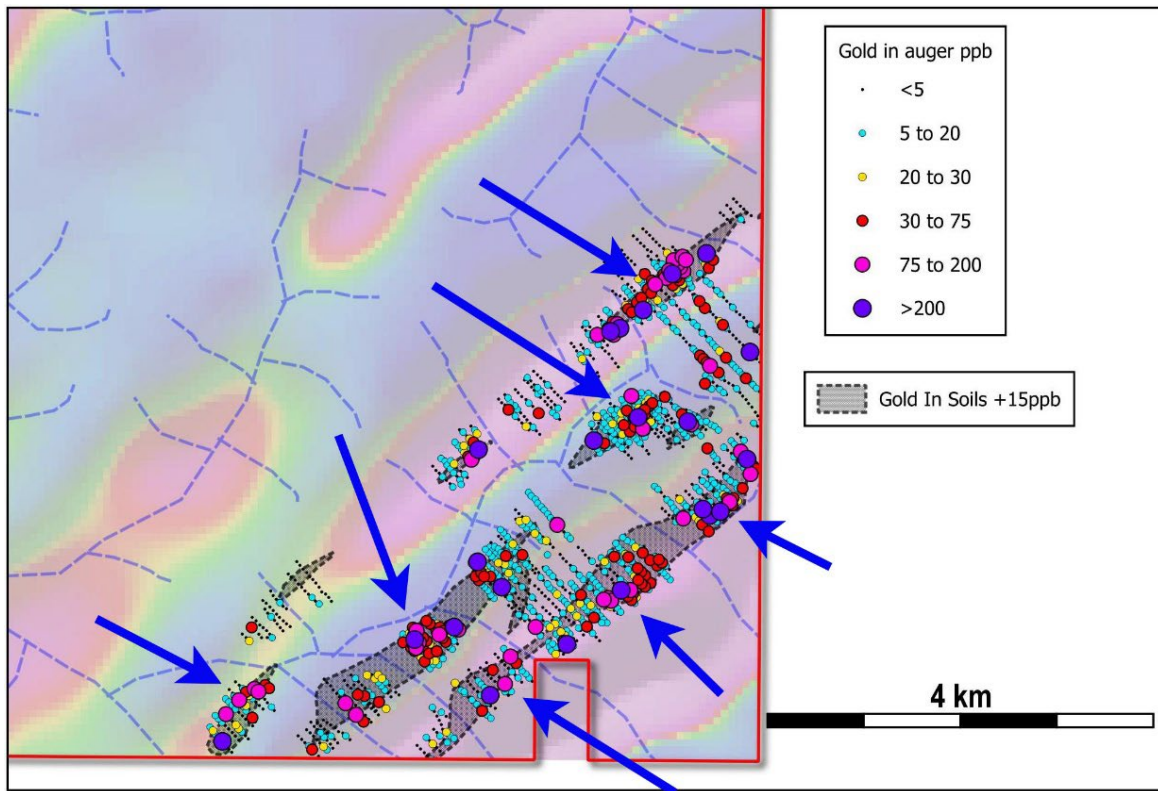 Gold in auger ppb
<5
5 to 20
20 to 30
30 to 75
75 to 200
>200
Gold In Soils +15ppb
4 km